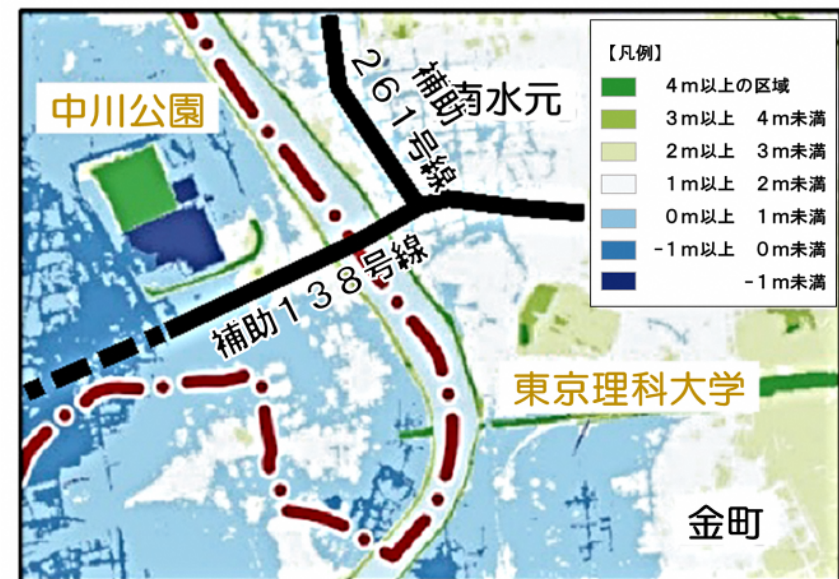 【凡例】
4m以上の区域
3m以上 4m未満
2m以上 3m未満
1m以上 2m未満
0m以上 1m未満
-1m以上 0m未満
-1m未満
中川公園
補助261号線
南水元
補助138号線
東京理科大学
金町